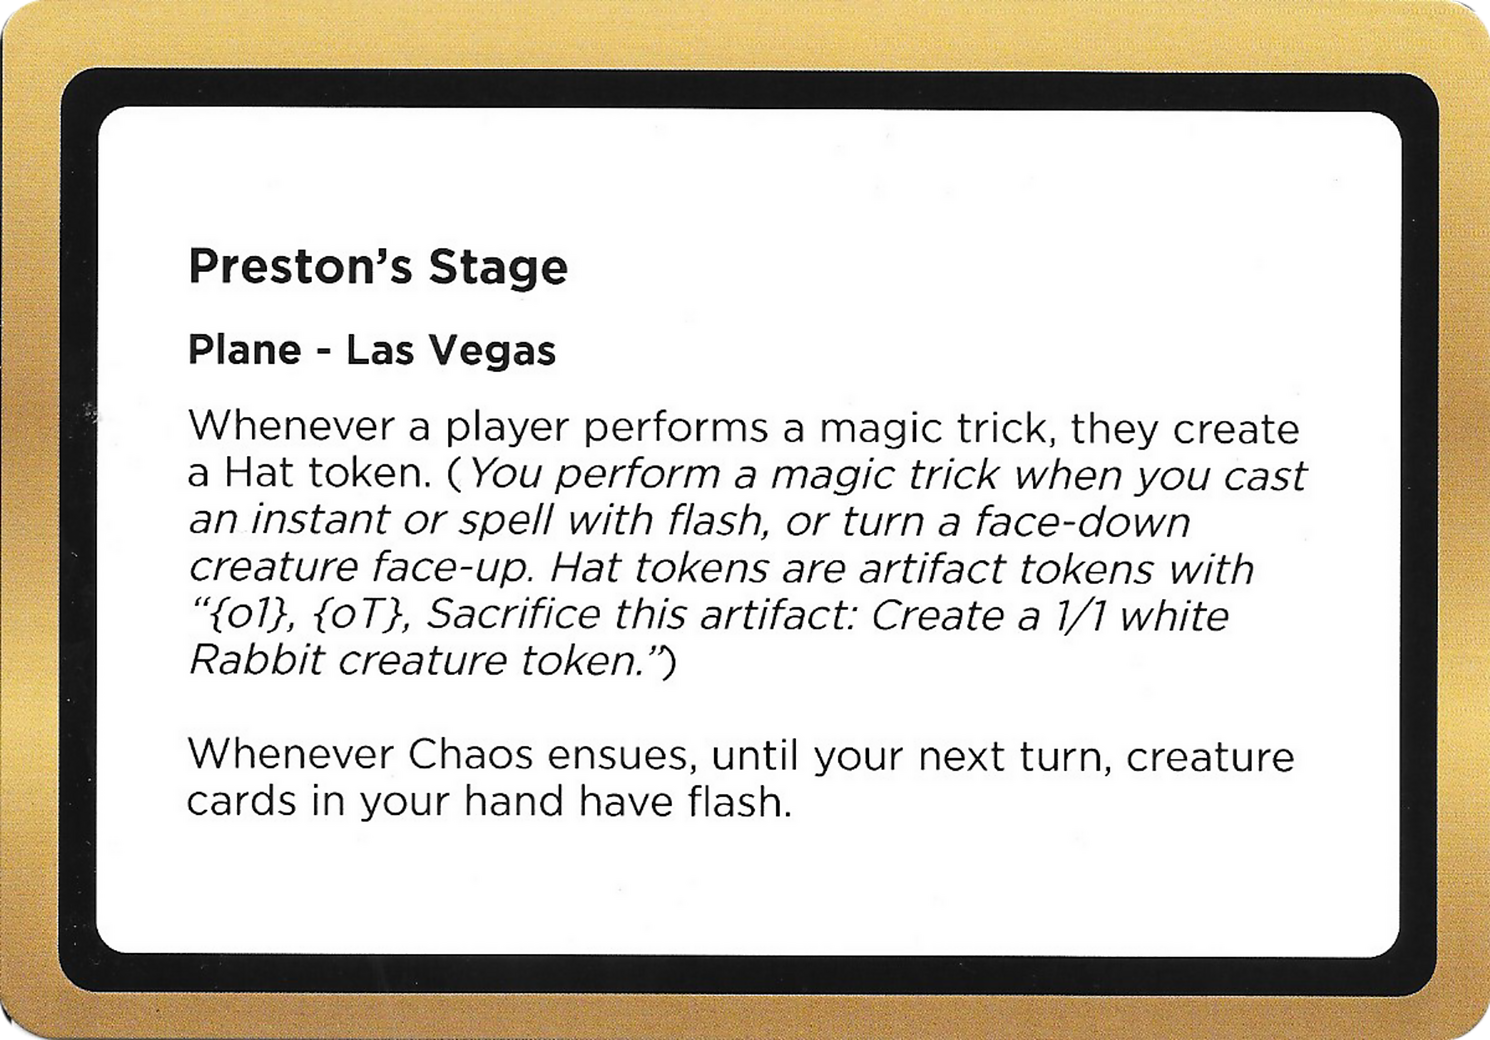 Preston’s Stage
Plane - Las Vegas
Whenever a player performs a magic trick, they create
a Hat token. (You perform a magic trick when you cast
an instant or spell with flash, or turn a face-down
creature face-up. Hat tokens are artifact tokens with
“{o1}, {oT}, Sacrifice this artifact: Create a 1/1 white
Rabbit creature token.”)
Whenever Chaos ensues, until your next turn, creature
cards in your hand have flash.